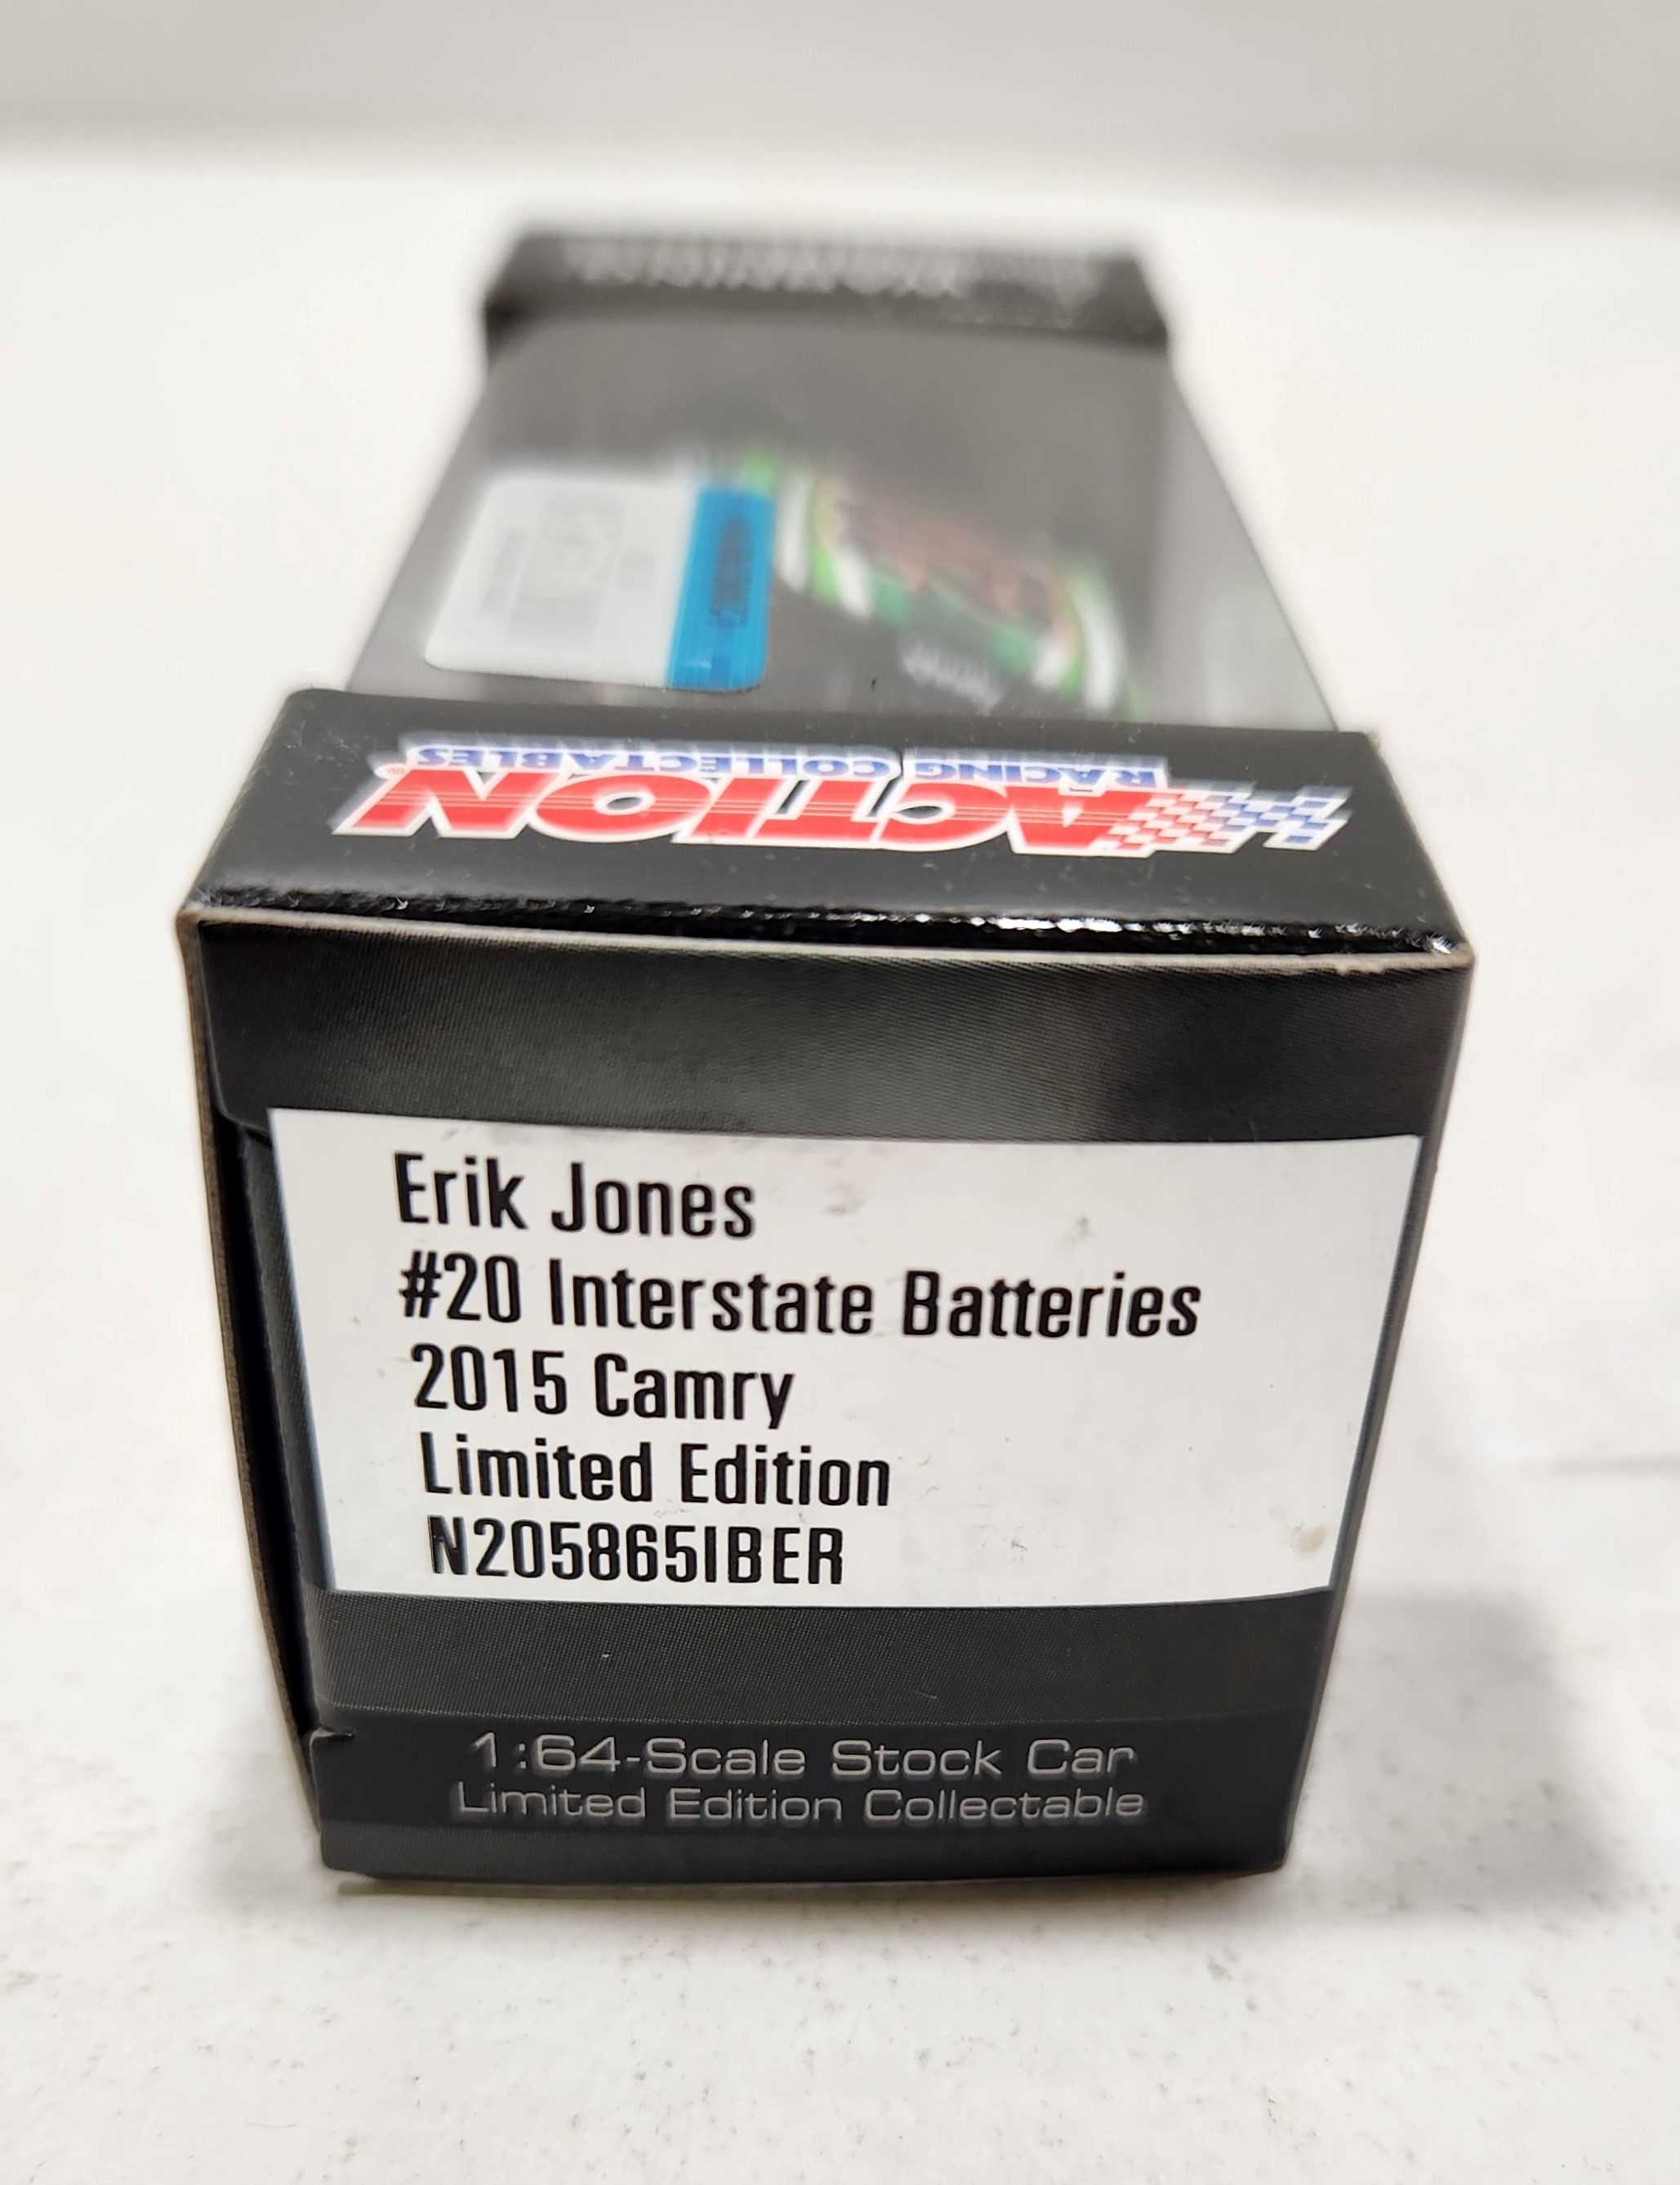 ACTION®
RACING COLLECTABLES
Erik Jones
#20 Interstate Batteries
2015 Camry
Limited Edition
N205865IBER
1:64-Scale Stock Car
Limited Edition Collectable